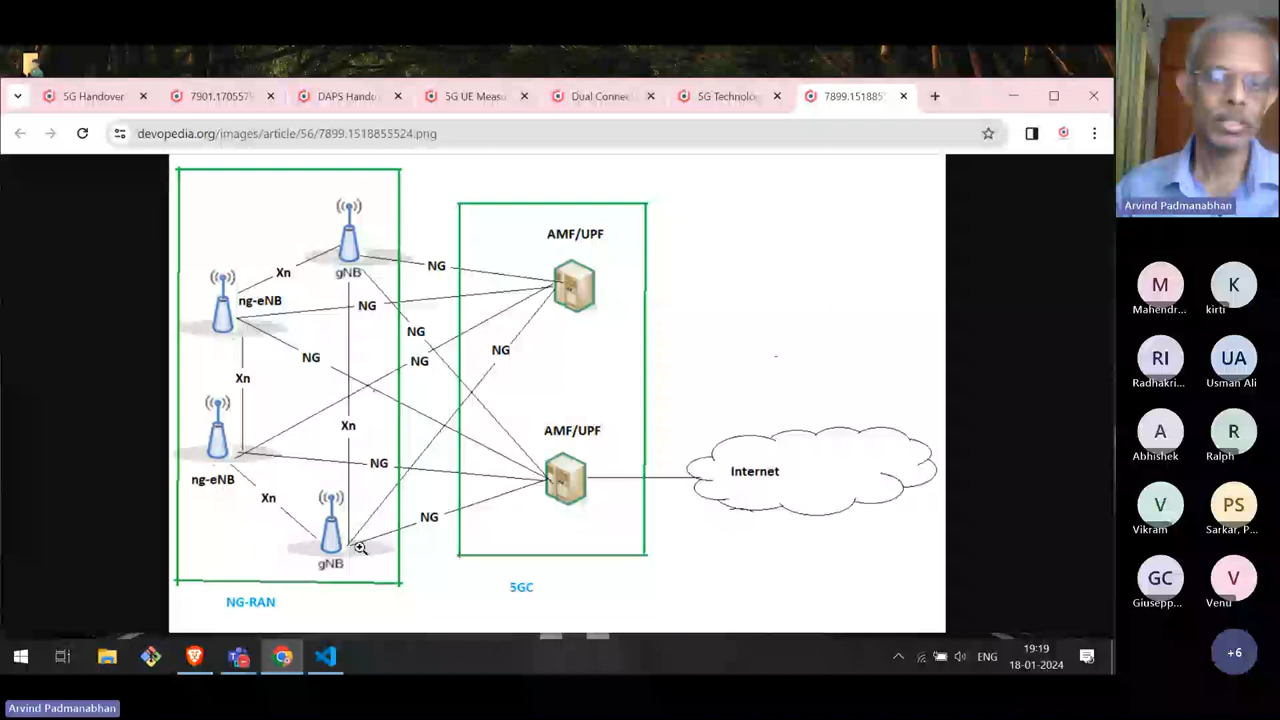 5G Handover
7901.170557
DAPS Hando
5G UE Measu
Dual Connec
5G Technolo
7899.15188
devopedia.org/images/article/56/7899.1518855524.png
Arvind Padmanabhan
AMF/UPF
NG
Xn
gNB
ng-eNB
NG
NG
NG
NG
NG
Xn
Xn
AMF/UPF
NG
Internet
ng-eNB
Xn
NG
gNB
5GC
NG-RAN
M
Mahendr...
K
kirti
RI
Radhakri...
UA
Usman Ali
A
Abhishek
R
Ralph
V
Vikram
PS
Sarkar, P...
GC
Giusepp...
V
Venu
+6
ENG
19:19
18-01-2024
Arvind Padmanabhan